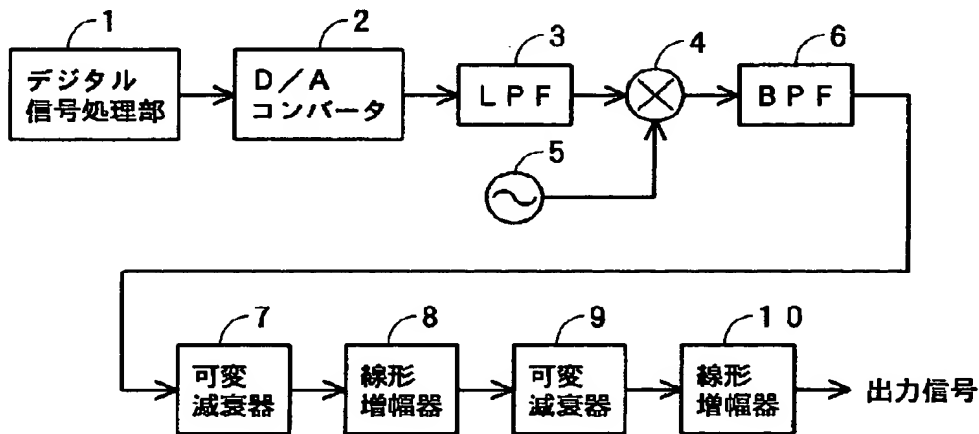 1
2
3
4
6
デジタル
信号処理部
D/A
コンバータ
LPF
BPF
5
7
8
9
10
可変
減衰器
線形
増幅器
可変
減衰器
線形
増幅器
出力信号